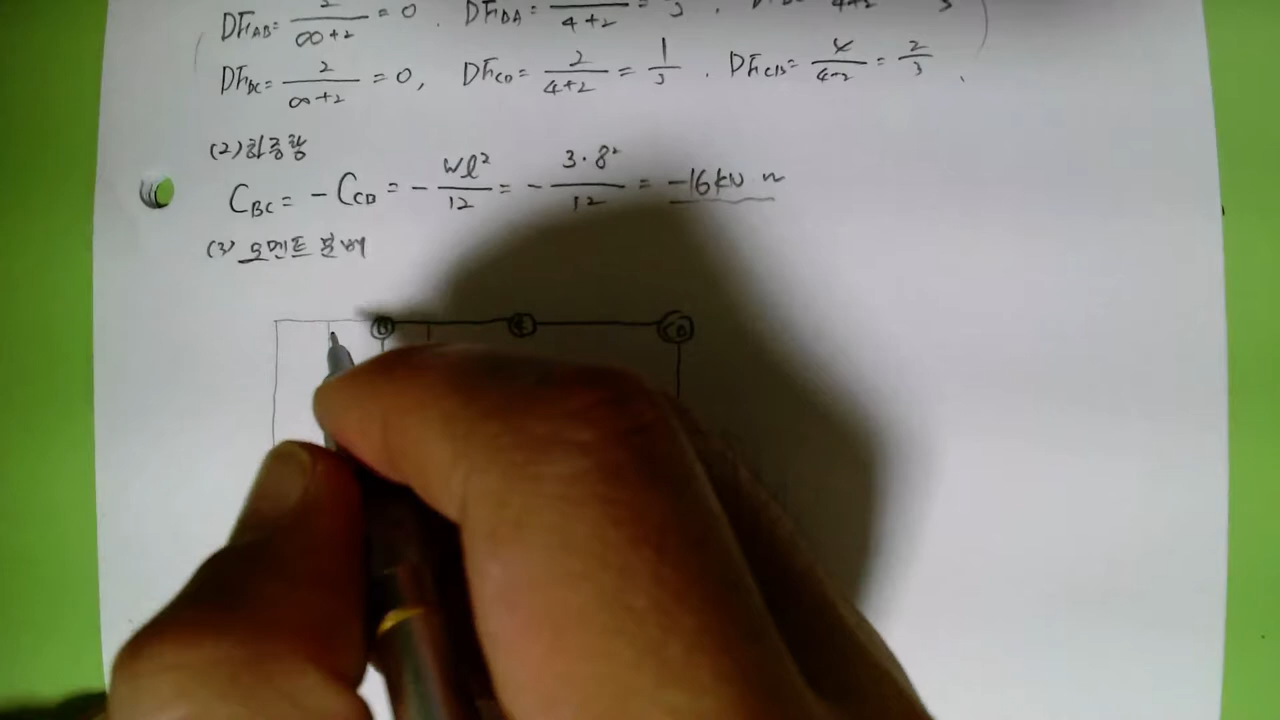 DF_AB = 2/(∞+2) = 0 . DF_BA = /(4+2) =
DF_BC = 2/(∞+2) = 0, DF_CD = 2/(4+2) = 1/3 . DF_CB = 4/(4+2) = 2/3 .
(2) 하중항
C_BC = - C_CB = - wl²/12 = - 3·8²/12 = -16kN m
(3) 모멘트 분배
B